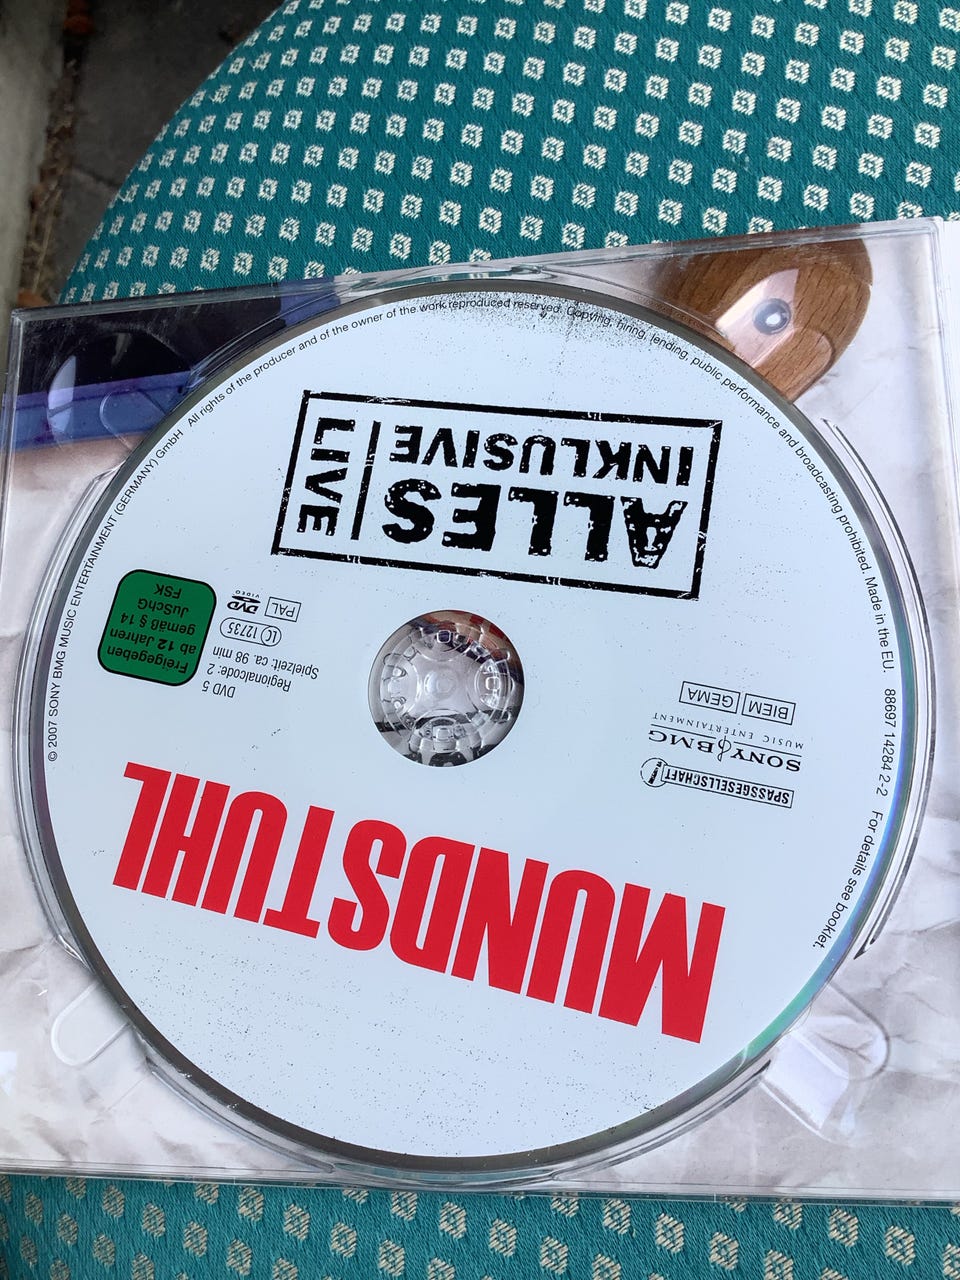 MUNDSTUHL
SPASSGESELLSCHAFT!
SONY BMG
MUSIC ENTERTAINMENT
BIEM GEMA
DVD 5
Regionalcode: 2
Spielzeit: ca. 98 min
LC 12735
DVD VIDEO PAL
Freigegeben
ab 12 Jahren
gemäß § 14
JuSchG
FSK
ALLES
INKLUSIVE
LIVE
© 2007 SONY BMG MUSIC ENTERTAINMENT (GERMANY) GmbH All rights of the producer and of the owner of the work reproduced reserved. Copying, hiring, lending, public performance and broadcasting prohibited. Made in the EU. 88697 14284 2-2 For details see booklet.